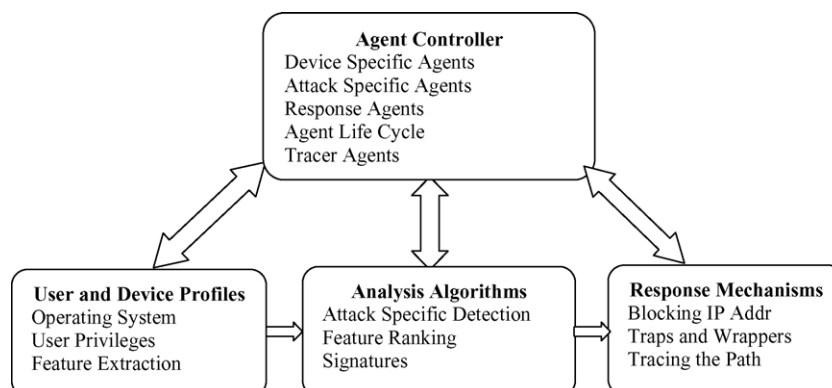 Agent Controller
Device Specific Agents
Attack Specific Agents
Response Agents
Agent Life Cycle
Tracer Agents
User and Device Profiles
Operating System
User Privileges
Feature Extraction
Analysis Algorithms
Attack Specific Detection
Feature Ranking
Signatures
Response Mechanisms
Blocking IP Addr
Traps and Wrappers
Tracing the Path